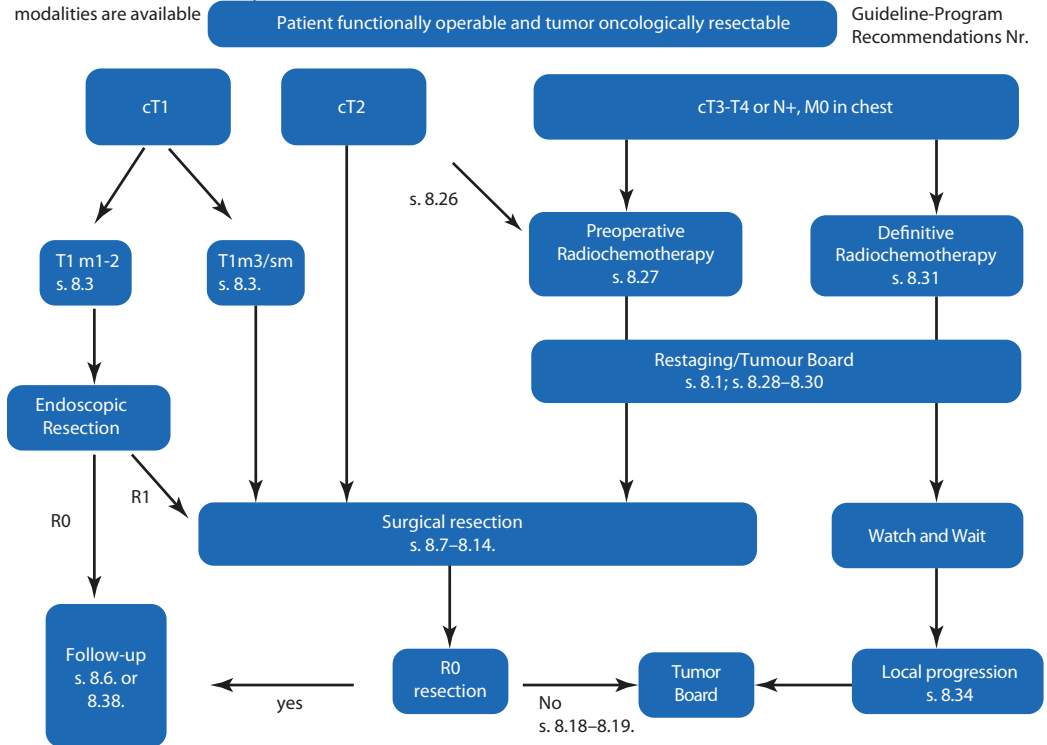 modalities are available
Patient functionally operable and tumor oncologically resectable
Guideline-Program
Recommendations Nr.
cT1
cT2
cT3-T4 or N+, M0 in chest
s. 8.26
T1 m1-2
s. 8.3
T1m3/sm
s. 8.3.
Preoperative
Radiochemotherapy
s. 8.27
Definitive
Radiochemotherapy
s. 8.31
Restaging/Tumour Board
s. 8.1; s. 8.28–8.30
Endoscopic
Resection
R0
R1
Surgical resection
s. 8.7–8.14.
Watch and Wait
Follow-up
s. 8.6. or
8.38.
yes
R0
resection
No
s. 8.18–8.19.
Tumor
Board
Local progression
s. 8.34